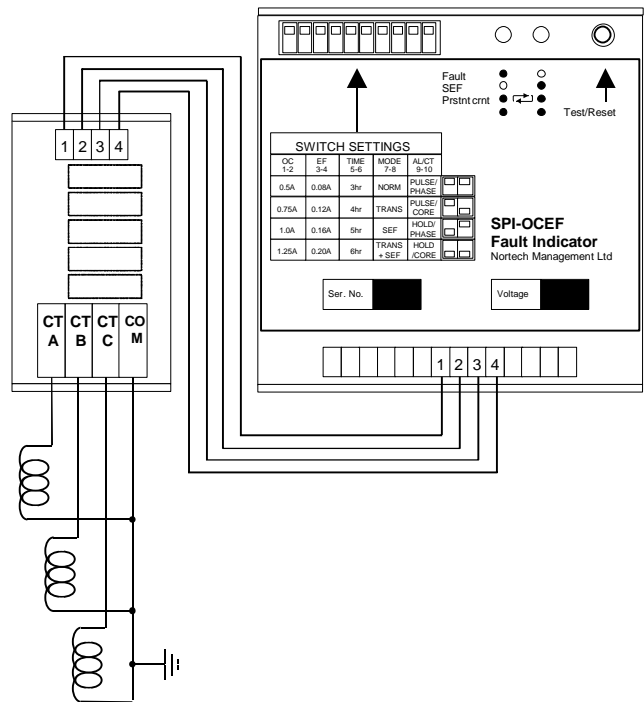 Fault
SEF
Prstnt crnt
Test/Reset
1 2 3 4
SWITCH SETTINGS
OC 1-2 EF 3-4 TIME 5-6 MODE 7-8 AL/CT 9-10
0.5A 0.08A 3hr NORM PULSE/ PHASE
0.75A 0.12A 4hr TRANS PULSE/ CORE
1.0A 0.16A 5hr SEF HOLD/ PHASE
1.25A 0.20A 6hr TRANS + SEF HOLD /CORE
SPI-OCEF
Fault Indicator
Nortech Management Ltd
Ser. No.
Voltage
CT A CT B CT C CO M
1 2 3 4